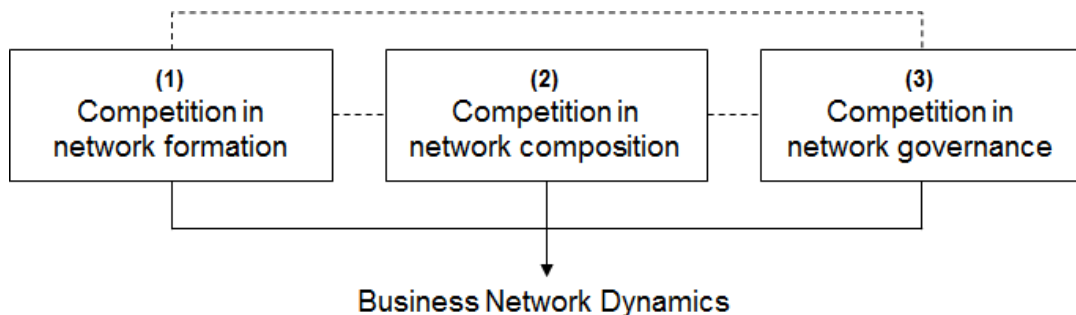 (1)
Competition in
network formation
(2)
Competition in
network composition
(3)
Competition in
network governance
Business Network Dynamics